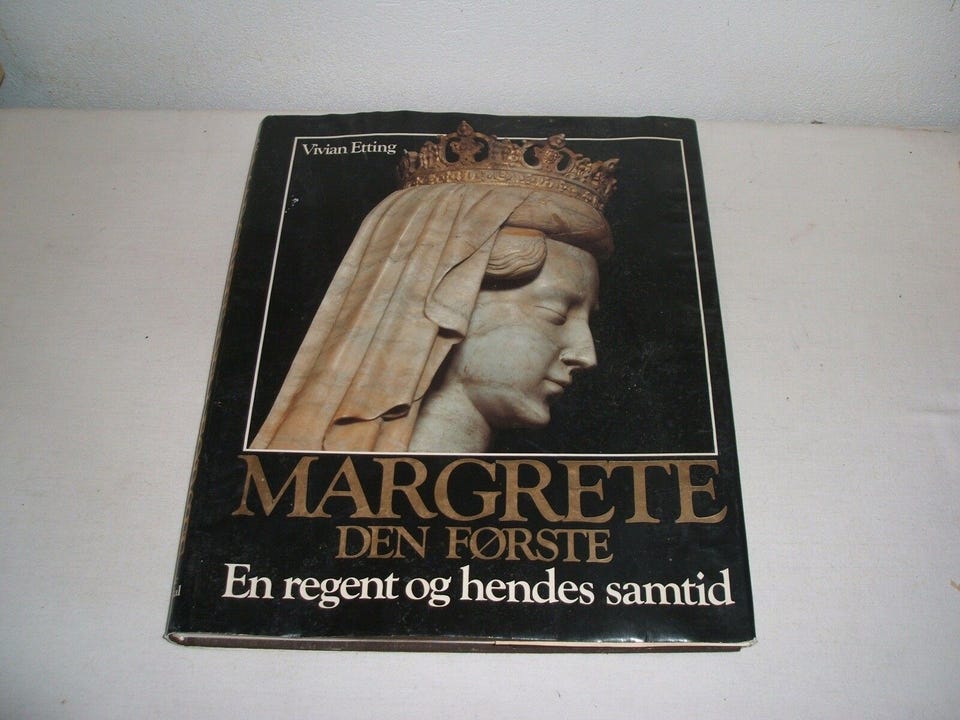 Vivian Etting
MARGRETE
DEN FØRSTE
En regent og hendes samtid